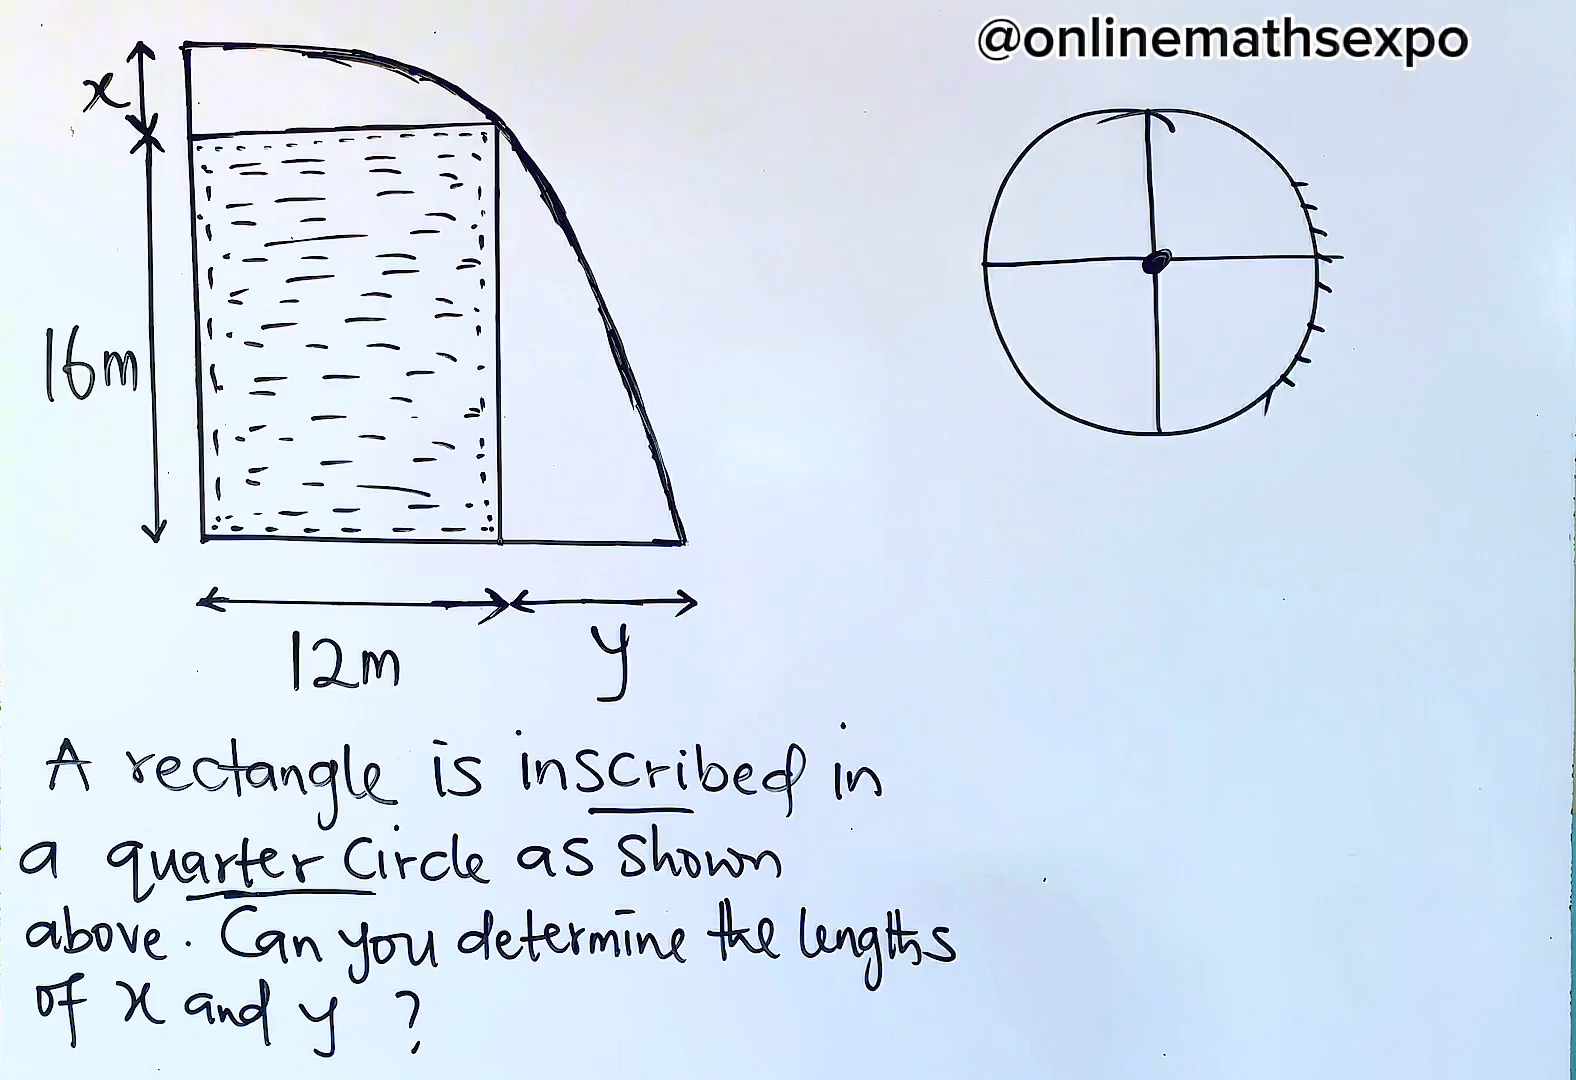 @onlinemathsexpo
x
16m
12m
y
A rectangle is inscribed in
a quarter circle as shown
above. Can you determine the lengths
of x and y ?